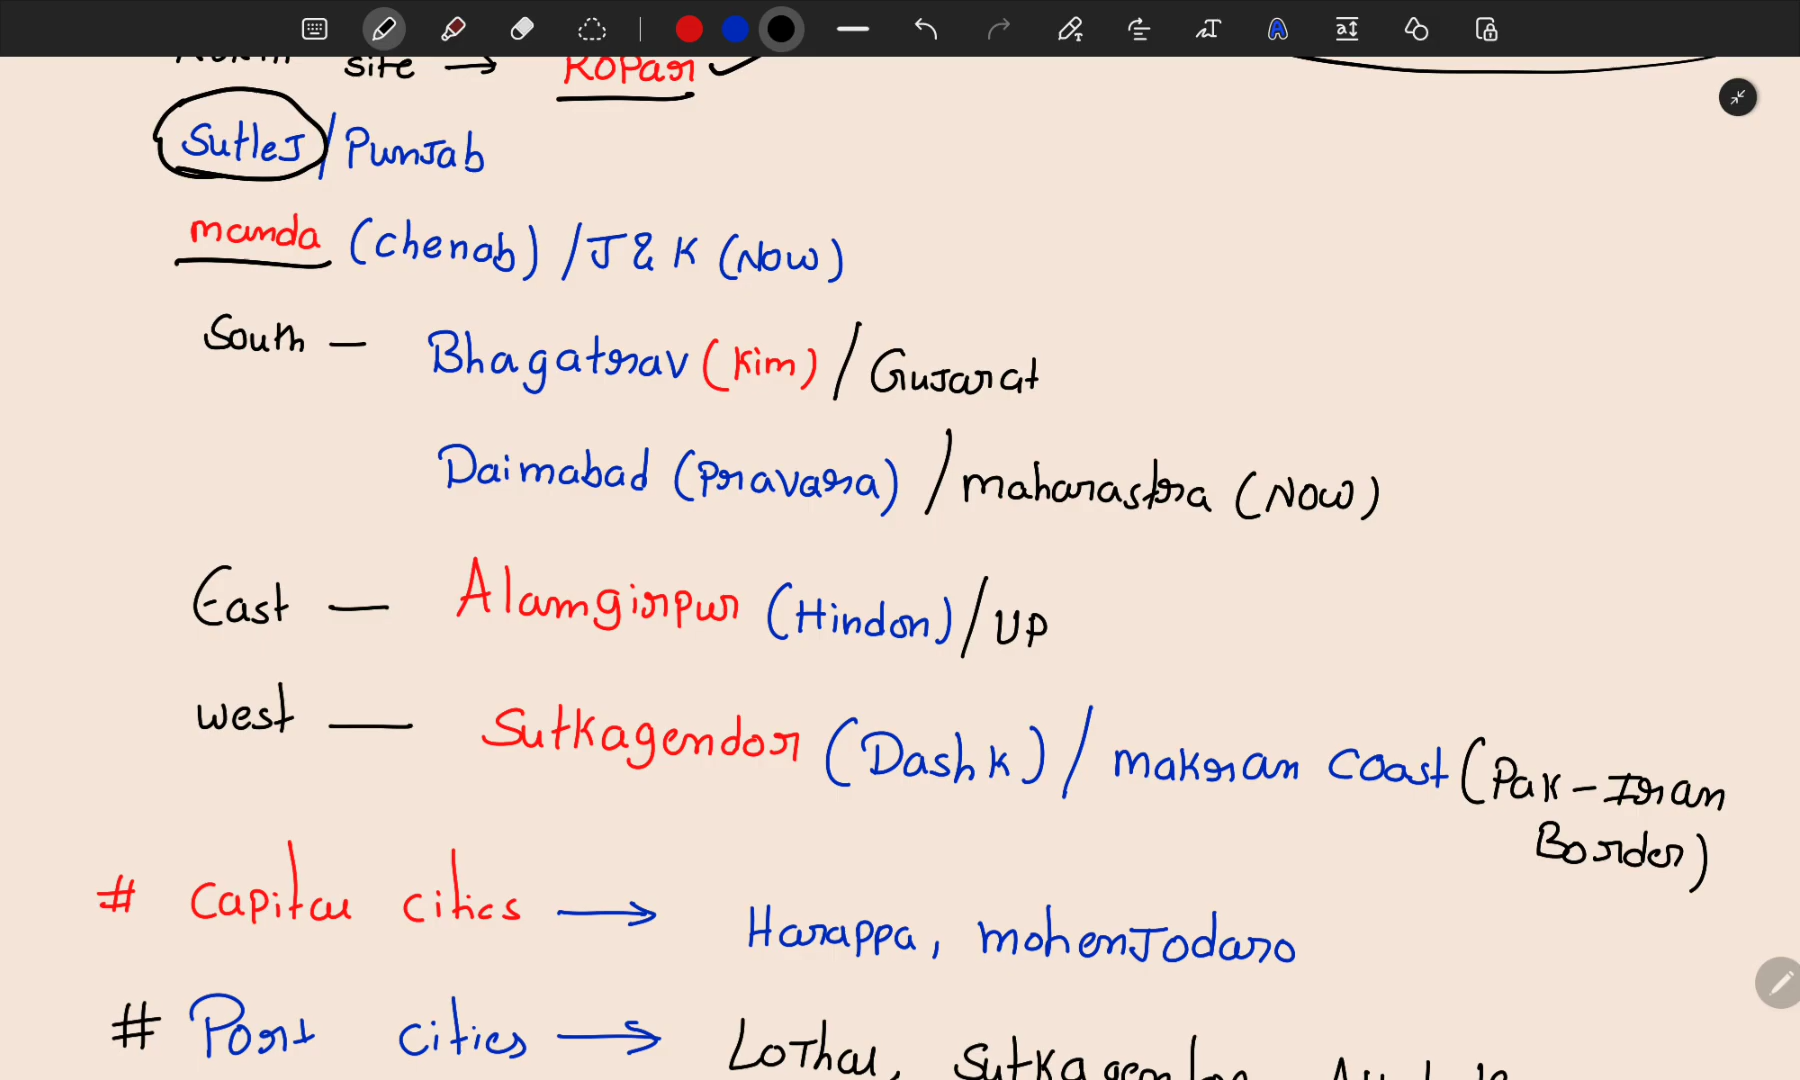 site → Ropar
Sutlej / Punjab
manda (chenab) / J & K (Now)
South — Bhagatrav (Kim) / Gujarat
Daimabad (Pravara) / maharastra (Now)
East — Alamgirpur (Hindon) / UP
west — Sutkagendor (Dashk) / makran coast (Pak-Iran
Border)
# Capital cities → Harappa, mohenJodaro
# Port cities → Lothal,